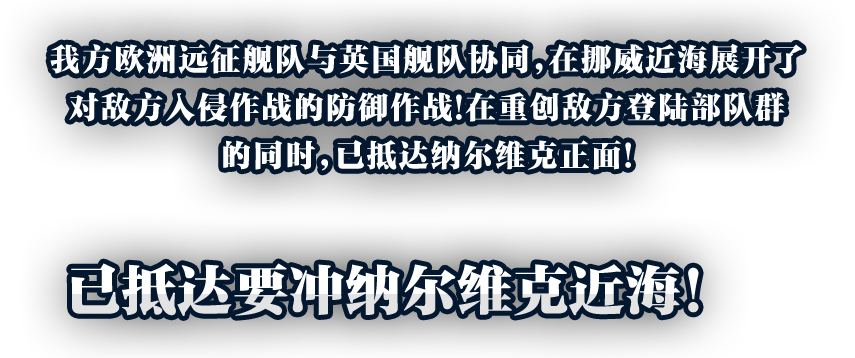 我方欧洲远征舰队与英国舰队协同,在挪威近海展开了
对敌方入侵作战的防御作战!在重创敌方登陆部队群
的同时,已抵达纳尔维克正面!
已抵达要冲纳尔维克近海!